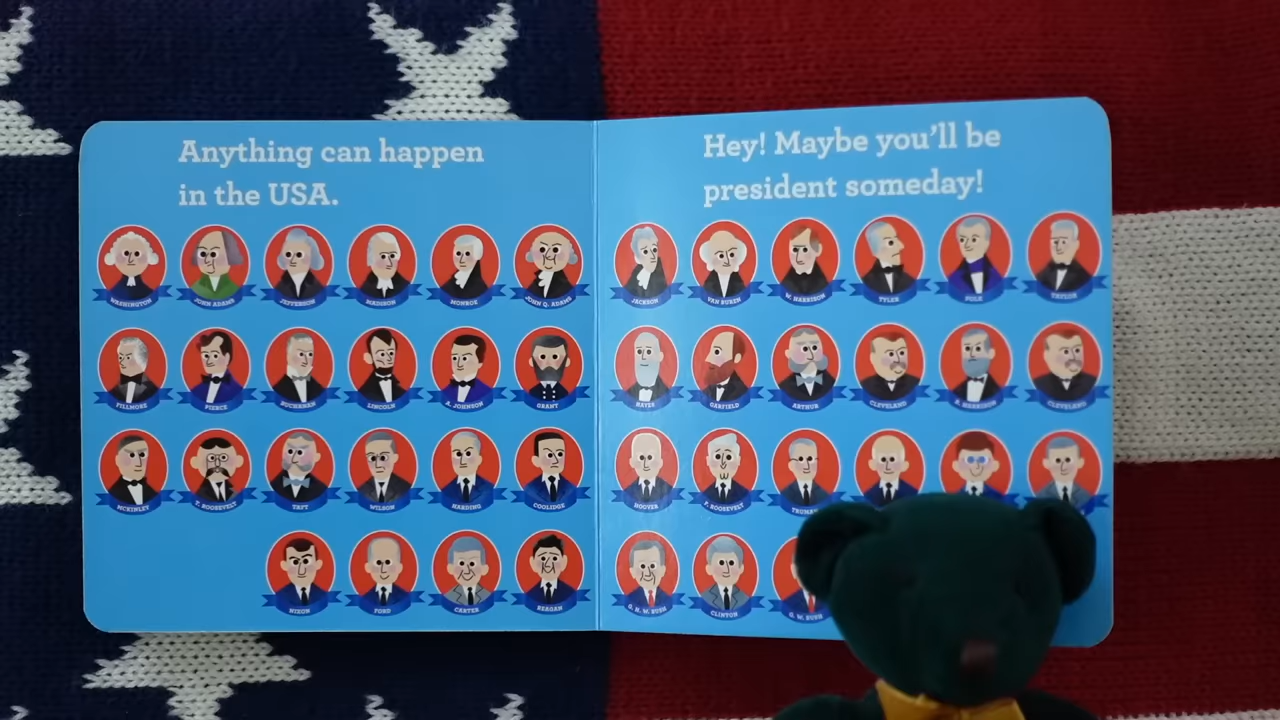 Anything can happen
in the USA.
Hey! Maybe you'll be
president someday!
WASHINGTON JOHN ADAMS JEFFERSON MADISON MONROE JOHN Q. ADAMS
JACKSON VAN BUREN W. HARRISON TYLER POLK TAYLOR
FILLMORE PIERCE BUCHANAN LINCOLN A. JOHNSON GRANT
HAYES GARFIELD ARTHUR CLEVELAND B. HARRISON CLEVELAND
MCKINLEY T. ROOSEVELT TAFT WILSON HARDING COOLIDGE
HOOVER F. ROOSEVELT TRUMAN
NIXON FORD CARTER REAGAN
G. H. W. BUSH CLINTON G. W. BUSH